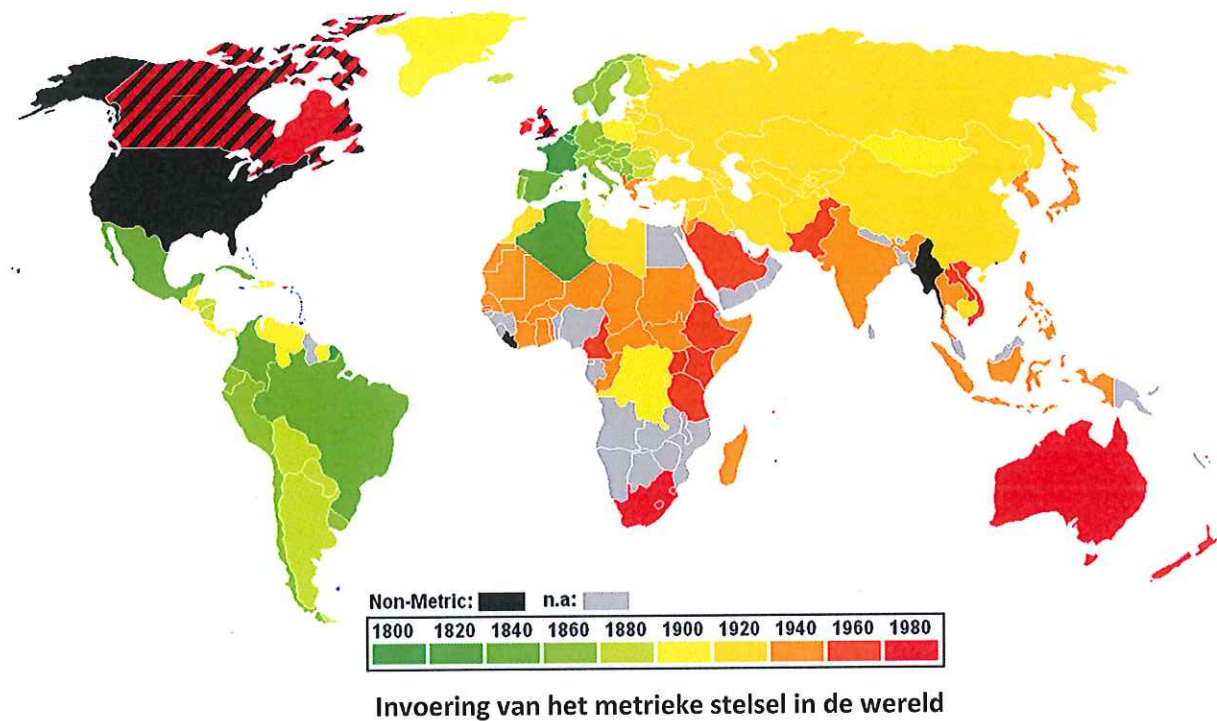 Non-Metric: n.a:
1800 1820 1840 1860 1880 1900 1920 1940 1960 1980
Invoering van het metrieke stelsel in de wereld